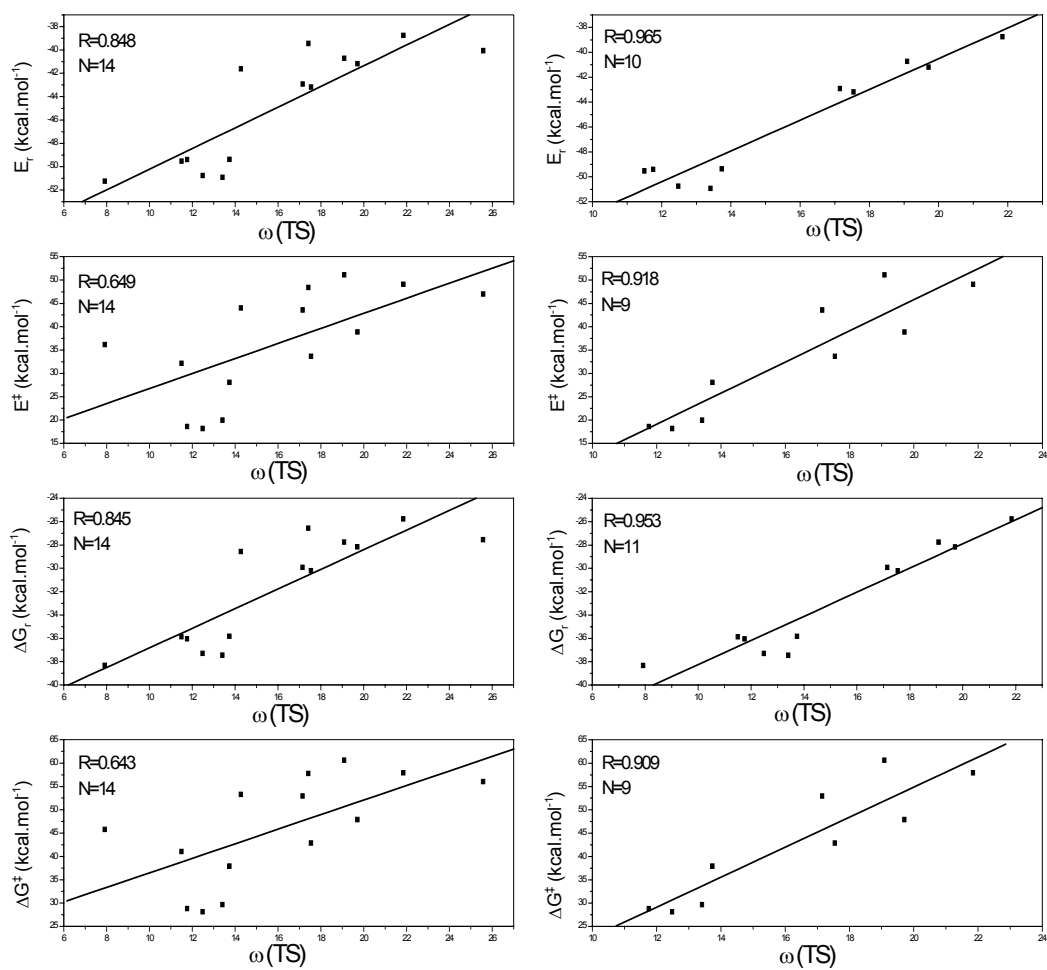 R=0.848
N=14
-38
-40
-42
-44
-46
-48
-50
-52
E_r (kcal.mol⁻¹)
6 8 10 12 14 16 18 20 22 24 26
ω(TS)
R=0.965
N=10
-38
-40
-42
-44
-46
-48
-50
-52
E_r (kcal.mol⁻¹)
10 12 14 16 18 20 22
ω(TS)
R=0.649
N=14
55
50
45
40
35
30
25
20
15
E‡ (kcal.mol⁻¹)
6 8 10 12 14 16 18 20 22 24 26
ω(TS)
R=0.918
N=9
55
50
45
40
35
30
25
20
15
E‡ (kcal.mol⁻¹)
10 12 14 16 18 20 22 24
ω(TS)
R=0.845
N=14
-24
-26
-28
-30
-32
-34
-36
-38
-40
ΔG_r (kcal.mol⁻¹)
6 8 10 12 14 16 18 20 22 24 26
ω(TS)
R=0.953
N=11
-24
-26
-28
-30
-32
-34
-36
-38
-40
ΔG_r (kcal.mol⁻¹)
6 8 10 12 14 16 18 20 22
ω(TS)
R=0.643
N=14
65
60
55
50
45
40
35
30
25
ΔG‡ (kcal.mol⁻¹)
6 8 10 12 14 16 18 20 22 24 26
ω(TS)
R=0.909
N=9
65
60
55
50
45
40
35
30
25
ΔG‡ (kcal.mol⁻¹)
10 12 14 16 18 20 22 24
ω(TS)